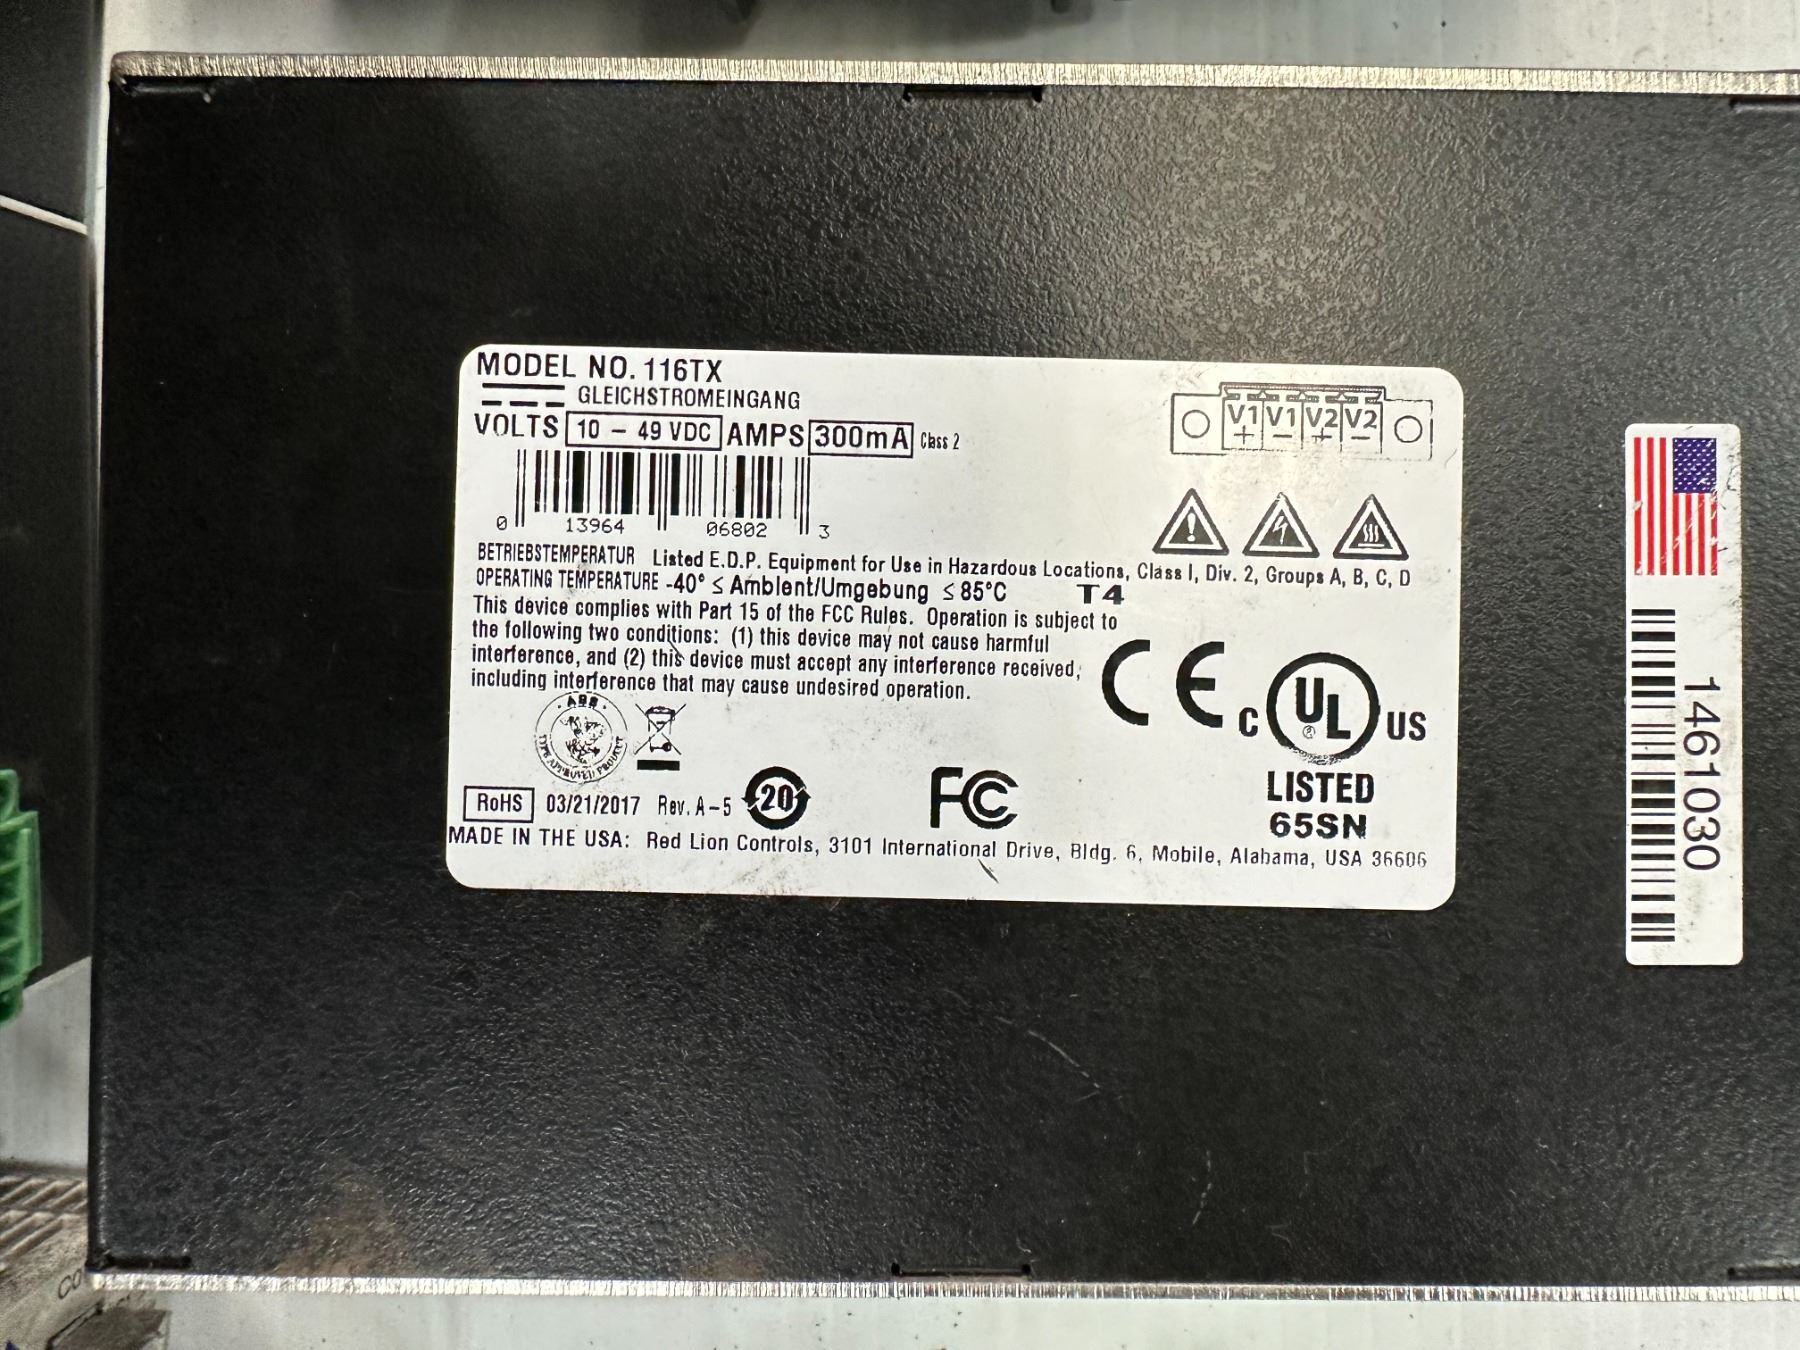 MODEL NO. 116TX
GLEICHSTROMEINGANG
VOLTS 10 – 49 VDC AMPS 300mA Class 2
V1 V1 V2 V2
+ – + –
0 13964 06802 3
BETRIEBSTEMPERATUR Listed E.D.P. Equipment for Use in Hazardous Locations, Class I, Div. 2, Groups A, B, C, D
OPERATING TEMPERATURE -40° ≤ Ambient/Umgebung ≤ 85°C T4
This device complies with Part 15 of the FCC Rules. Operation is subject to
the following two conditions: (1) this device may not cause harmful
interference, and (2) this device must accept any interference received,
including interference that may cause undesired operation.
CE
C UL ® US
LISTED
65SN
ABS
TYPE APPROVED PRODUCT
RoHS 03/21/2017 Rev. A-5 20 FC
MADE IN THE USA: Red Lion Controls, 3101 International Drive, Bldg. 6, Mobile, Alabama, USA 36606
1461030
CO